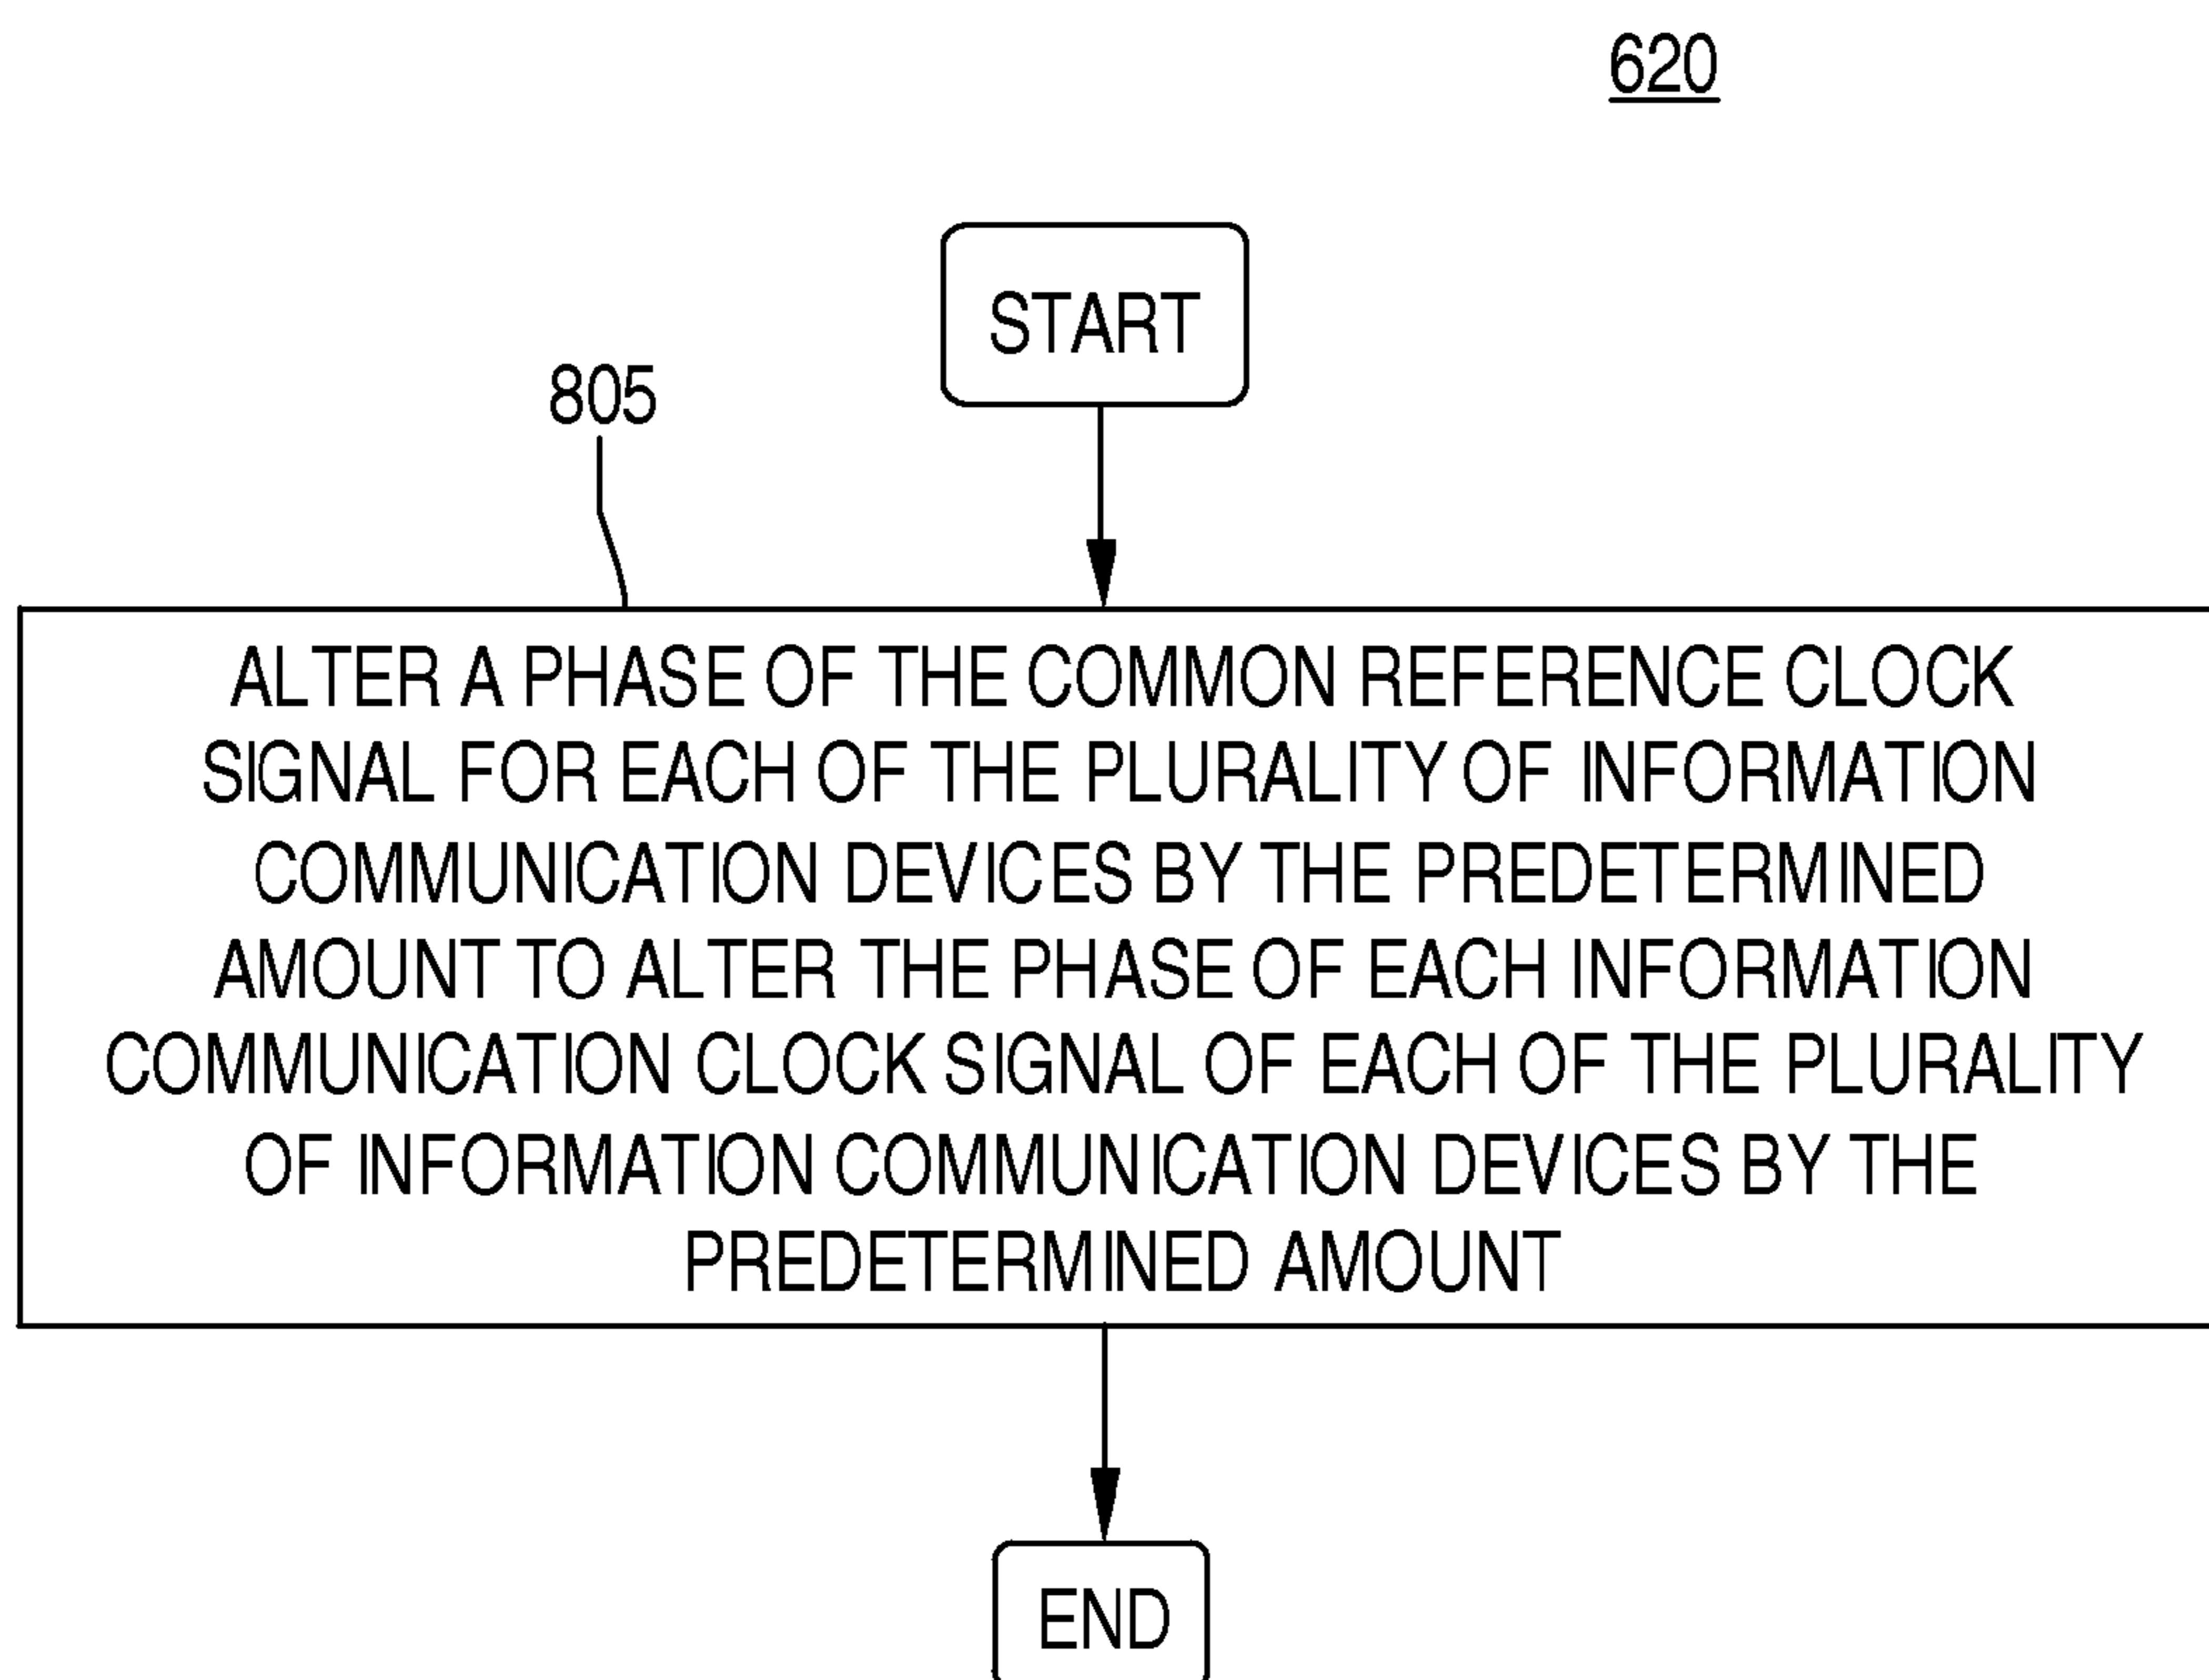 620
START
805
ALTER A PHASE OF THE COMMON REFERENCE CLOCK
SIGNAL FOR EACH OF THE PLURALITY OF INFORMATION
COMMUNICATION DEVICES BY THE PREDETERMINED
AMOUNT TO ALTER THE PHASE OF EACH INFORMATION
COMMUNICATION CLOCK SIGNAL OF EACH OF THE PLURALITY
OF INFORMATION COMMUNICATION DEVICES BY THE
PREDETERMINED AMOUNT
END